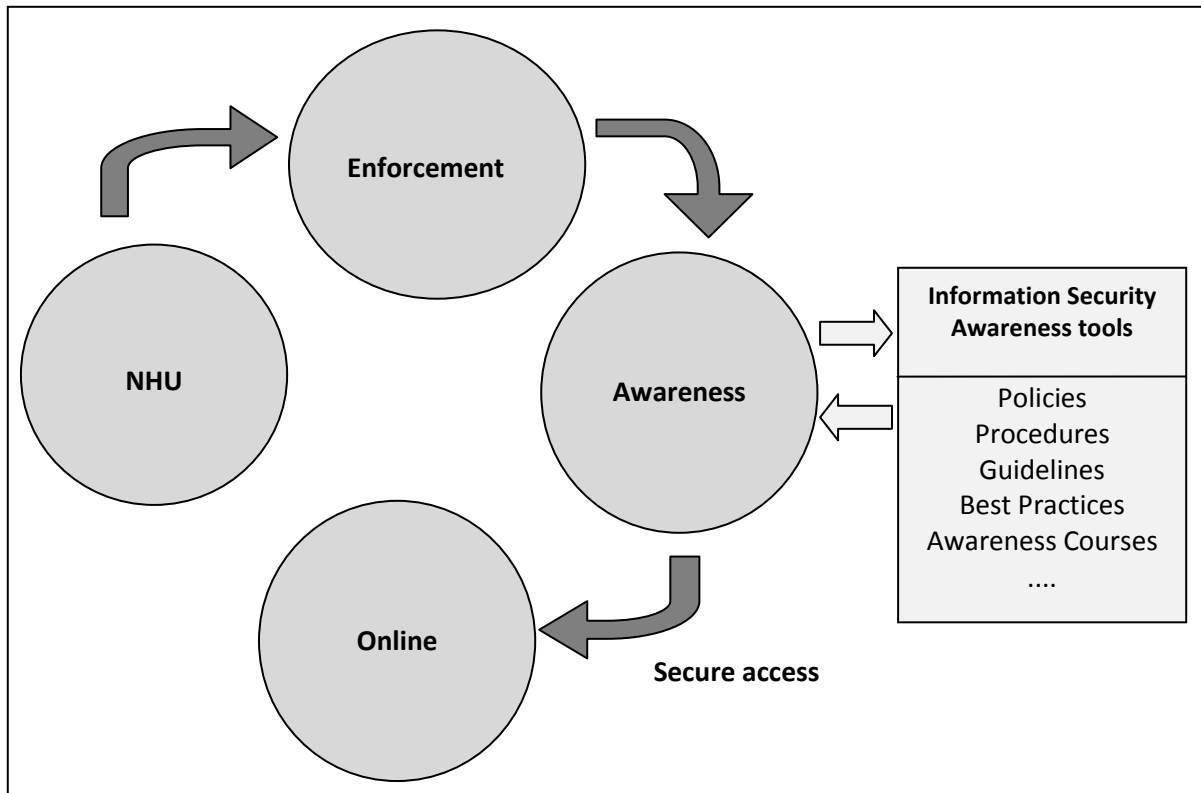 Enforcement
NHU
Awareness
Information Security
Awareness tools
Policies
Procedures
Guidelines
Best Practices
Awareness Courses
....
Online
Secure access